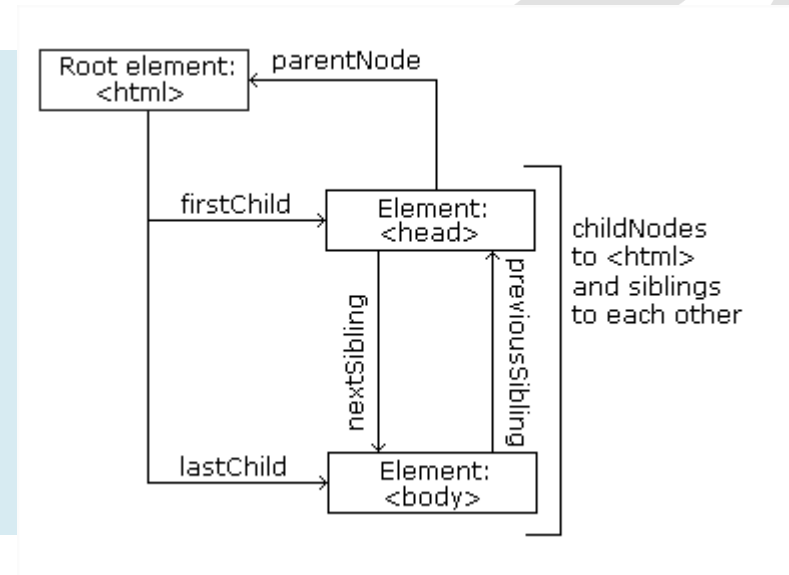 Root element:
<html>
parentNode
firstChild
Element:
<head>
childNodes
to <html>
and siblings
to each other
nextSibling
previousSibling
lastChild
Element:
<body>